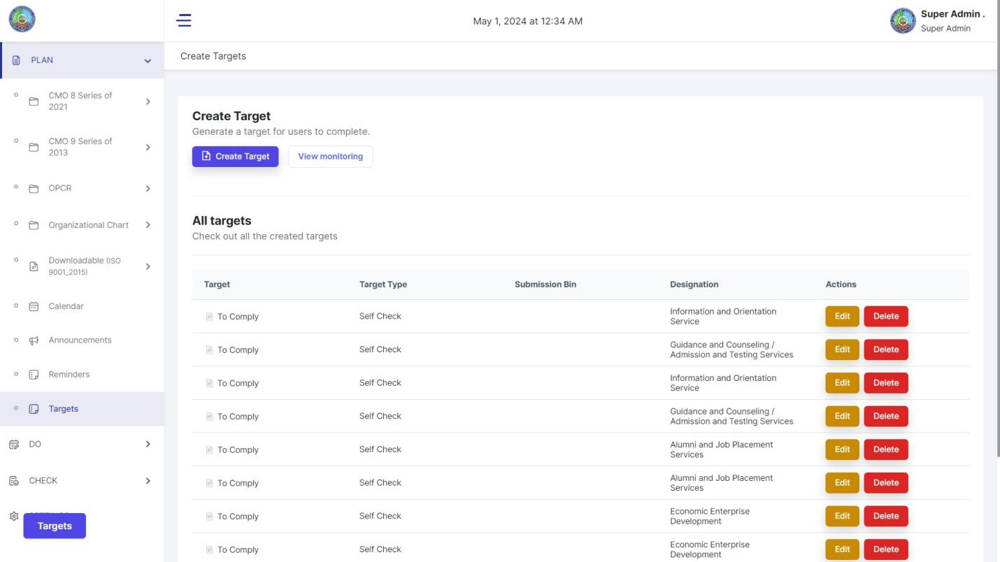 May 1, 2024 at 12:34 AM
Super Admin .
Super Admin
PLAN
CMO 8 Series of
2021
CMO 9 Series of
2013
OPCR
Organizational Chart
Downloadable (ISO
9001_2015)
Calendar
Announcements
Reminders
Targets
DO
CHECK
Targets
Create Targets
Create Target
Generate a target for users to complete.
Create Target
View monitoring
All targets
Check out all the created targets
Target Target Type Submission Bin Designation Actions
To Comply Self Check Information and Orientation Edit Delete
Service
To Comply Self Check Guidance and Counseling / Edit Delete
Admission and Testing Services
To Comply Self Check Information and Orientation Edit Delete
Service
To Comply Self Check Guidance and Counseling / Edit Delete
Admission and Testing Services
To Comply Self Check Alumni and Job Placement Edit Delete
Services
To Comply Self Check Alumni and Job Placement Edit Delete
Services
To Comply Self Check Economic Enterprise Edit Delete
Development
To Comply Self Check Economic Enterprise Edit Delete
Development